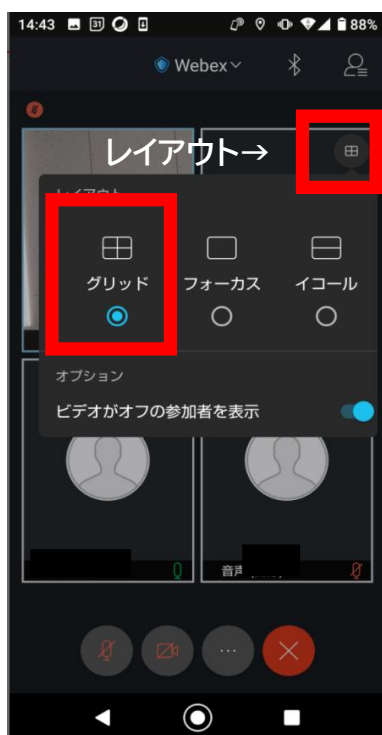 14:43
31
88%
Webex
レイアウト→
レイアウト
グリッド
フォーカス
イコール
オプション
ビデオがオフの参加者を表示
音声